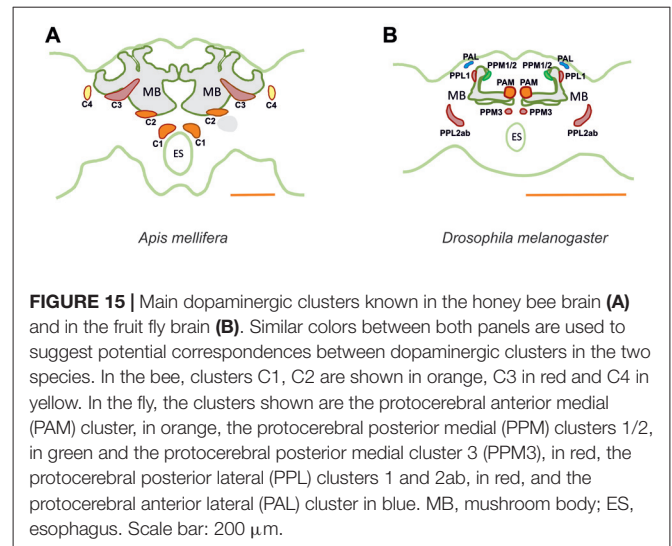 A
B
PAL
PPM1/2
PPM1/2
PAL
PPL1
PAM
PAM
PPL1
MB
MB
MB
MB
C4
C3
C3
C4
C2
C2
PPM3
PPM3
C1
C1
PPL2ab
PPL2ab
ES
ES
Apis mellifera
Drosophila melanogaster
FIGURE 15 | Main dopaminergic clusters known in the honey bee brain (A)
and in the fruit fly brain (B). Similar colors between both panels are used to
suggest potential correspondences between dopaminergic clusters in the two
species. In the bee, clusters C1, C2 are shown in orange, C3 in red and C4 in
yellow. In the fly, the clusters shown are the protocerebral anterior medial
(PAM) cluster, in orange, the protocerebral posterior medial (PPM) clusters 1/2,
in green and the protocerebral posterior medial cluster 3 (PPM3), in red, the
protocerebral posterior lateral (PPL) clusters 1 and 2ab, in red, and the
protocerebral anterior lateral (PAL) cluster in blue. MB, mushroom body; ES,
esophagus. Scale bar: 200 μm.